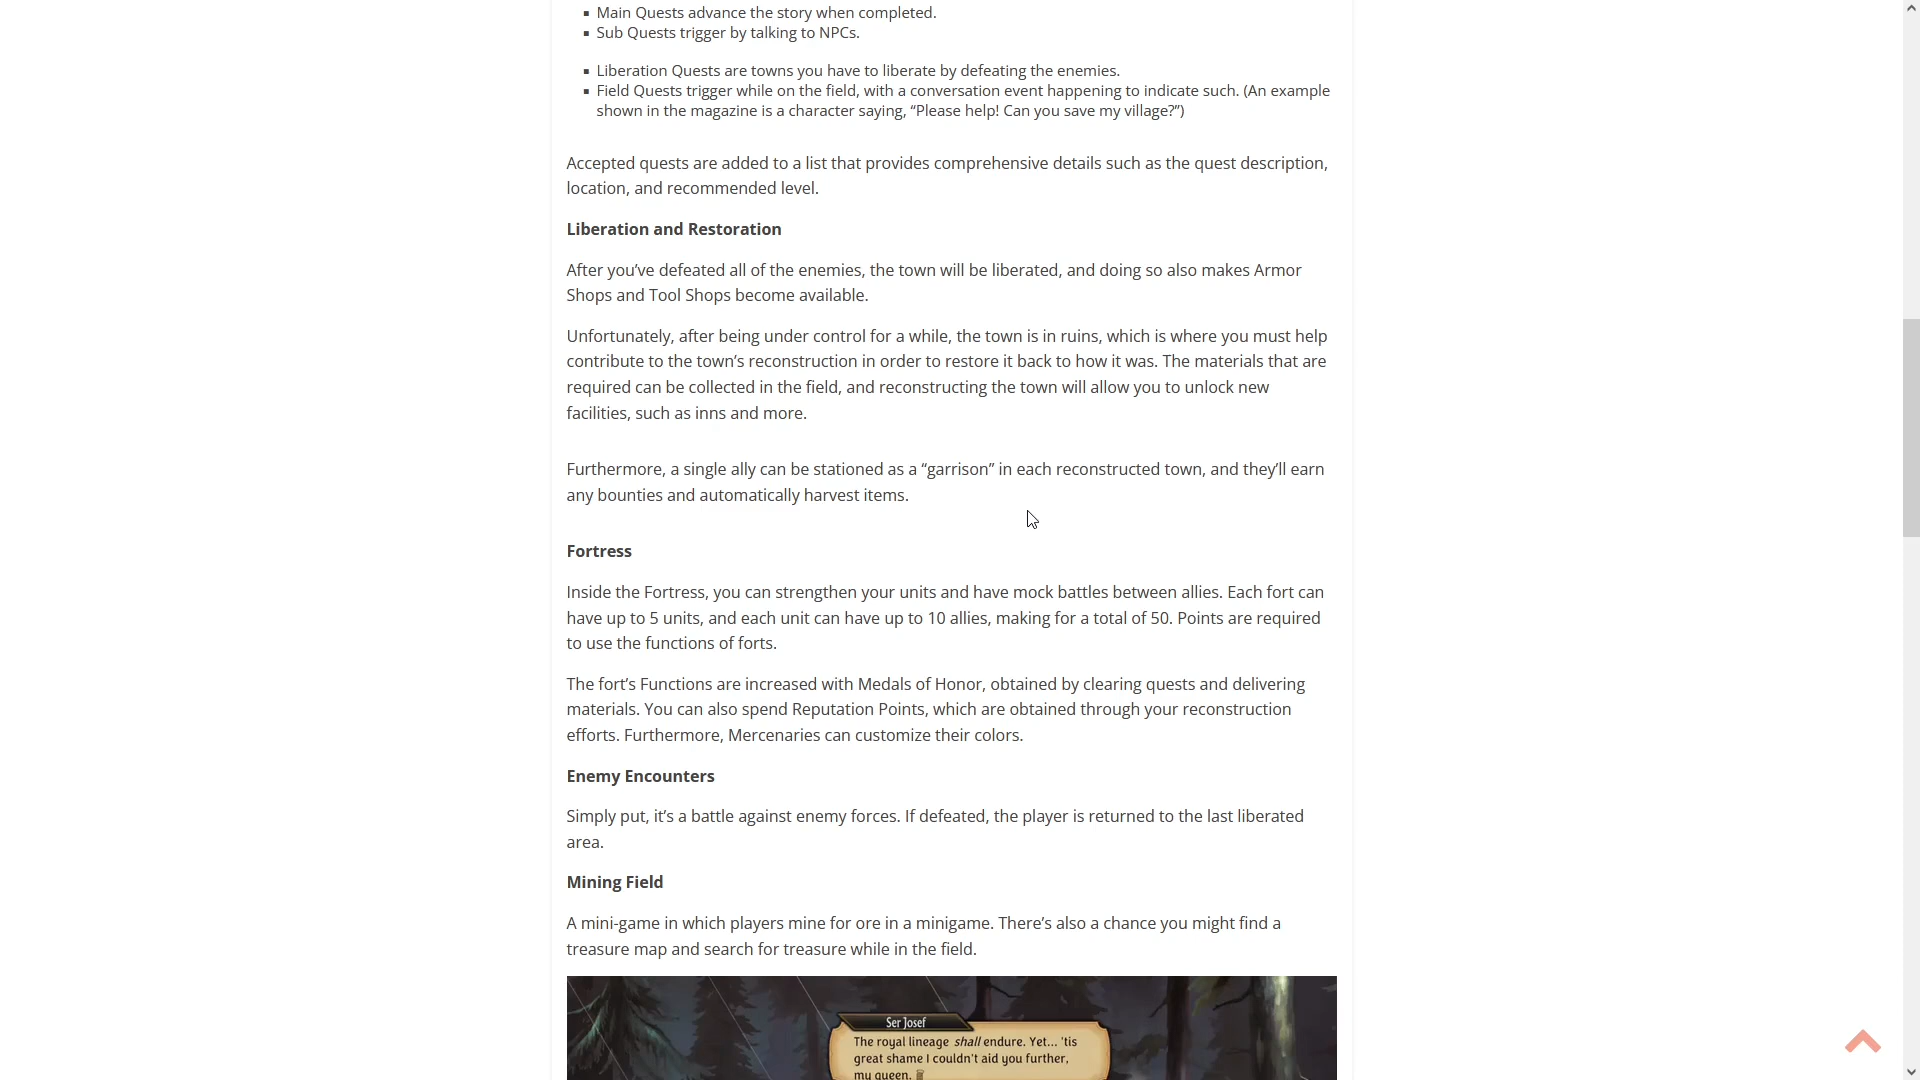 Main Quests advance the story when completed.
Sub Quests trigger by talking to NPCs.
Liberation Quests are towns you have to liberate by defeating the enemies.
Field Quests trigger while on the field, with a conversation event happening to indicate such. (An example
shown in the magazine is a character saying, “Please help! Can you save my village?”)
Accepted quests are added to a list that provides comprehensive details such as the quest description,
location, and recommended level.
Liberation and Restoration
After you’ve defeated all of the enemies, the town will be liberated, and doing so also makes Armor
Shops and Tool Shops become available.
Unfortunately, after being under control for a while, the town is in ruins, which is where you must help
contribute to the town’s reconstruction in order to restore it back to how it was. The materials that are
required can be collected in the field, and reconstructing the town will allow you to unlock new
facilities, such as inns and more.
Furthermore, a single ally can be stationed as a “garrison” in each reconstructed town, and they’ll earn
any bounties and automatically harvest items.
Fortress
Inside the Fortress, you can strengthen your units and have mock battles between allies. Each fort can
have up to 5 units, and each unit can have up to 10 allies, making for a total of 50. Points are required
to use the functions of forts.
The fort’s Functions are increased with Medals of Honor, obtained by clearing quests and delivering
materials. You can also spend Reputation Points, which are obtained through your reconstruction
efforts. Furthermore, Mercenaries can customize their colors.
Enemy Encounters
Simply put, it’s a battle against enemy forces. If defeated, the player is returned to the last liberated
area.
Mining Field
A mini-game in which players mine for ore in a minigame. There’s also a chance you might find a
treasure map and search for treasure while in the field.
Ser Josef
The royal lineage shall endure. Yet... 'tis
great shame I couldn't aid you further,
my queen.